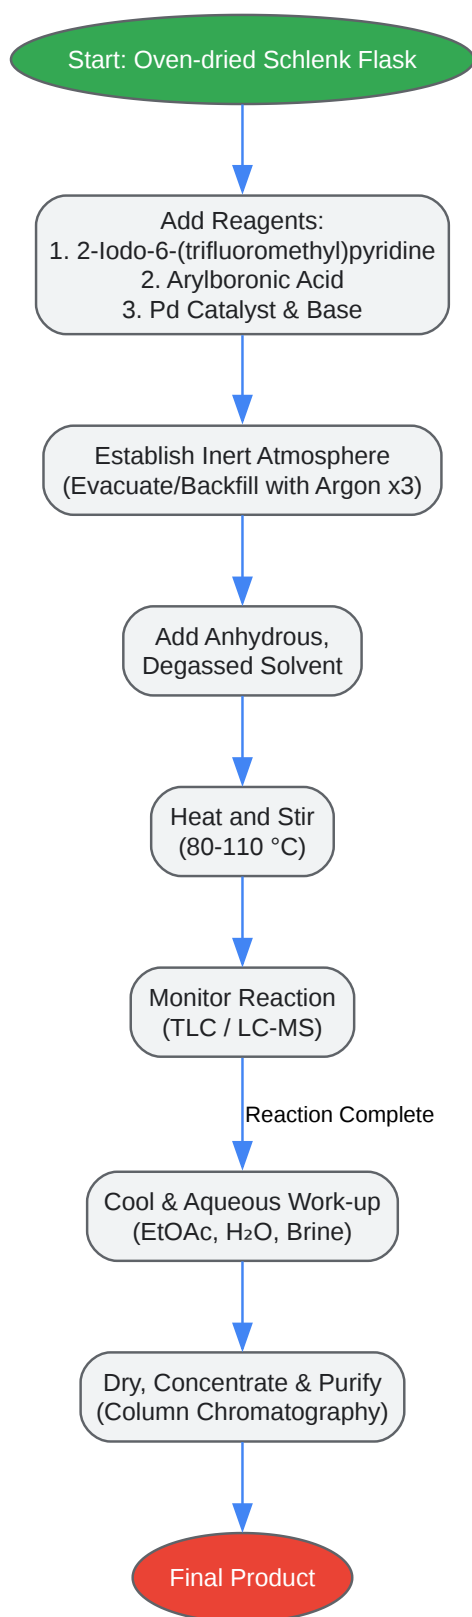 Start: Oven-dried Schlenk Flask
Add Reagents:
1. 2-Iodo-6-(trifluoromethyl)pyridine
2. Arylboronic Acid
3. Pd Catalyst & Base
Establish Inert Atmosphere
(Evacuate/Backfill with Argon x3)
Add Anhydrous,
Degassed Solvent
Heat and Stir
(80-110 °C)
Monitor Reaction
(TLC / LC-MS)
Reaction Complete
Cool & Aqueous Work-up
(EtOAc, H₂O, Brine)
Dry, Concentrate & Purify
(Column Chromatography)
Final Product